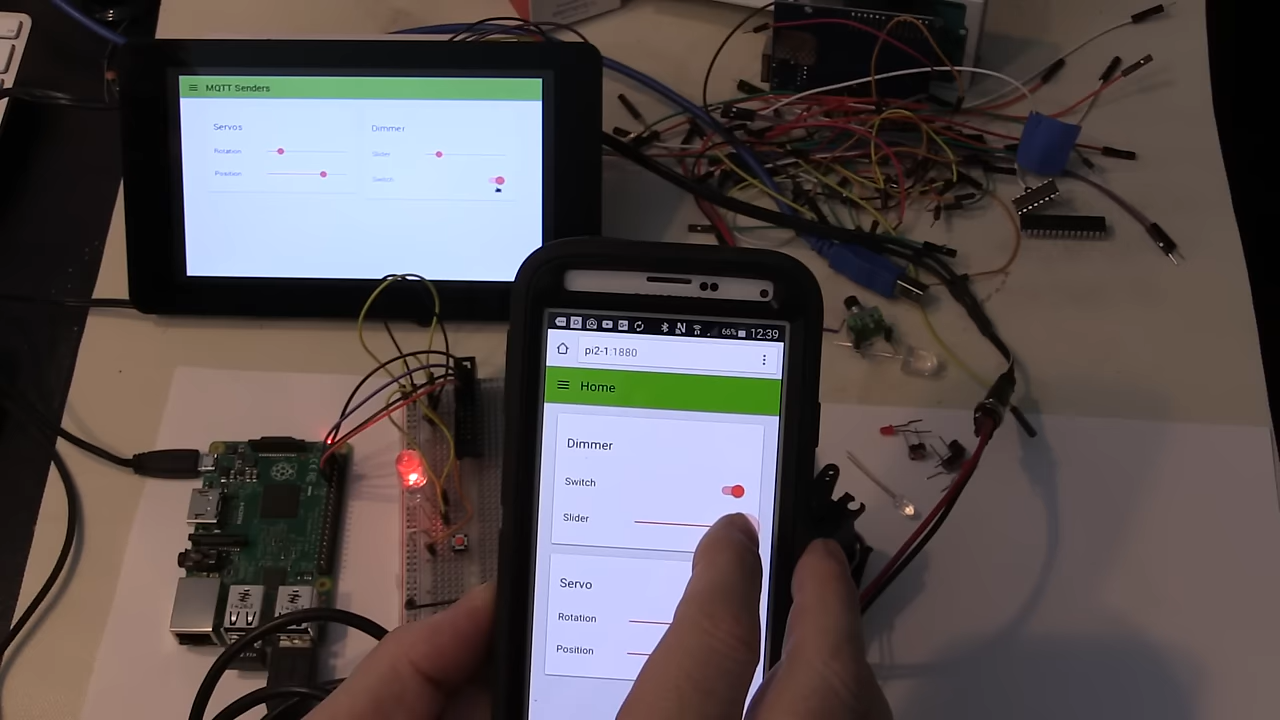 MQTT Senders
Servos
Rotation
Position
Dimmer
Slider
Switch
66% 12:39
pi2-1:1880
Home
Dimmer
Switch
Slider
Servo
Rotation
Position